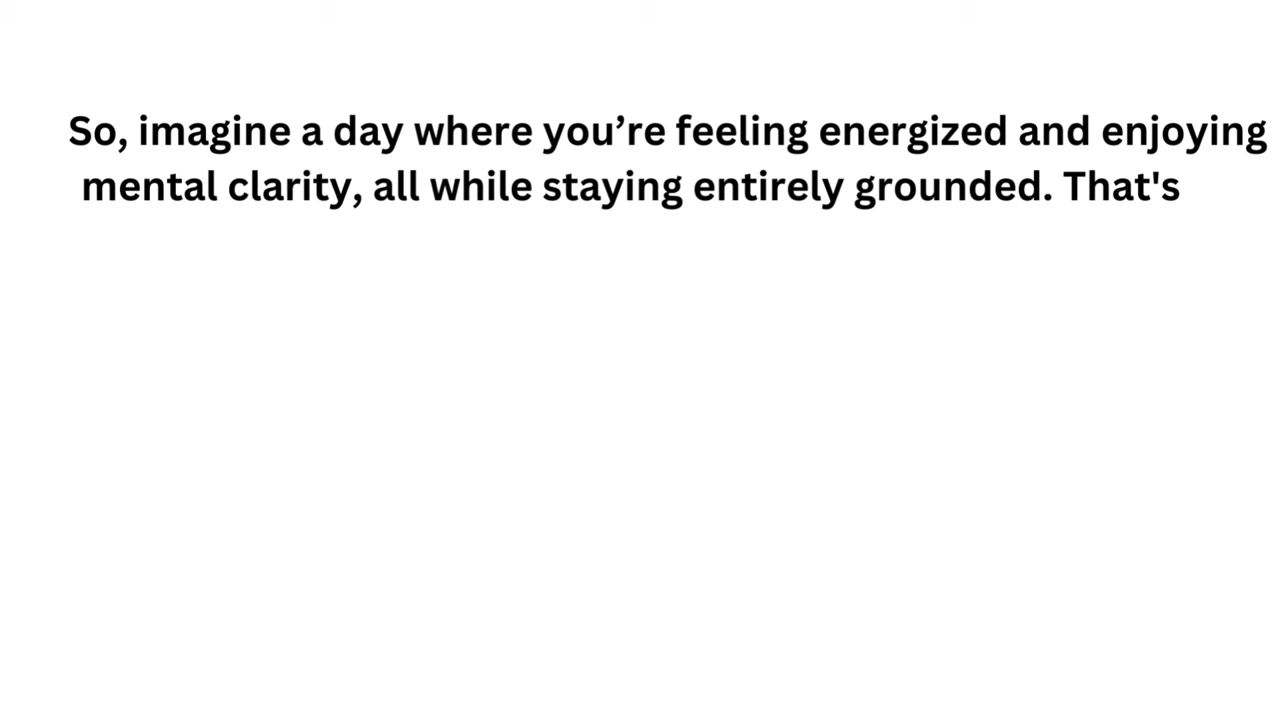 So, imagine a day where you’re feeling energized and enjoying
mental clarity, all while staying entirely grounded. That's